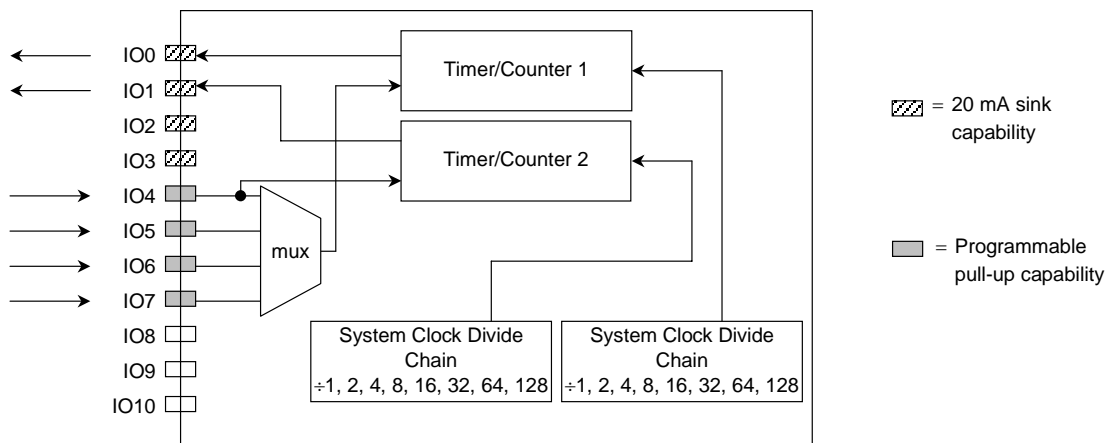 IO0
IO1
IO2
IO3
IO4
IO5
IO6
IO7
IO8
IO9
IO10
Timer/Counter 1
Timer/Counter 2
mux
System Clock Divide
Chain
÷1, 2, 4, 8, 16, 32, 64, 128
System Clock Divide
Chain
÷1, 2, 4, 8, 16, 32, 64, 128
= 20 mA sink
capability
= Programmable
pull-up capability